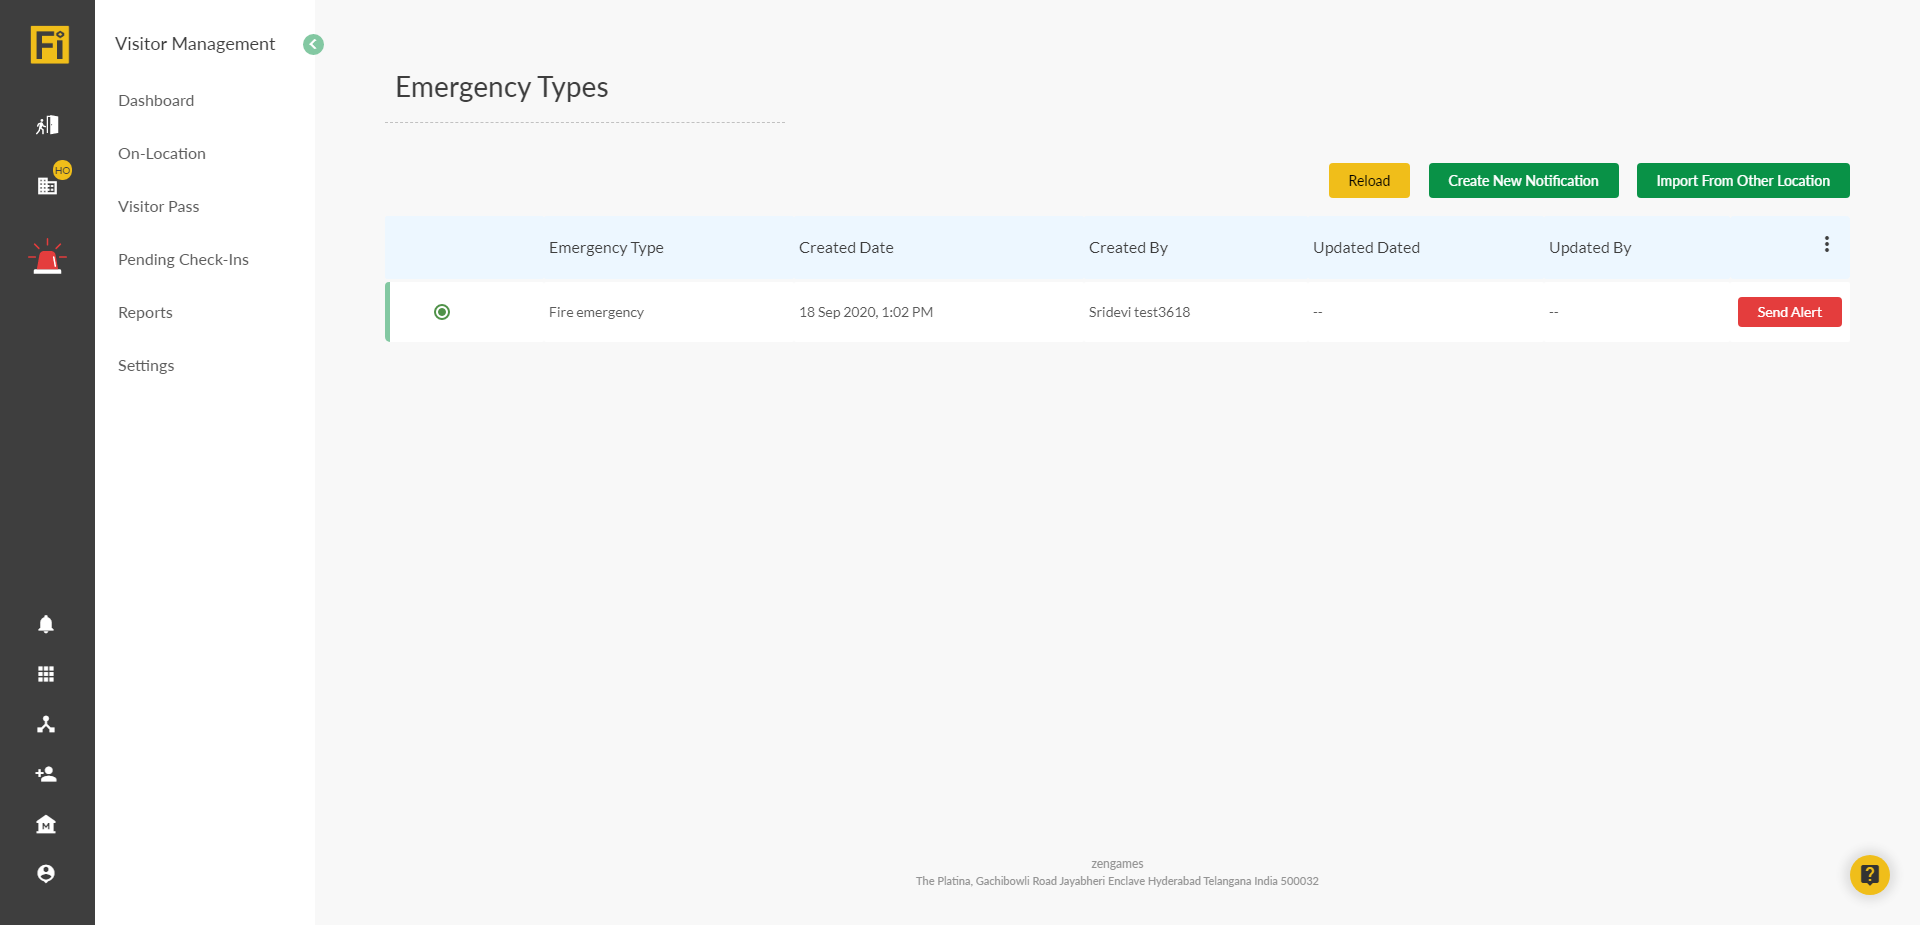 Fi
HO
Visitor Management
Dashboard
On-Location
Visitor Pass
Pending Check-Ins
Reports
Settings
Emergency Types
Reload
Create New Notification
Import From Other Location
Emergency Type Created Date Created By Updated Dated Updated By
Fire emergency 18 Sep 2020, 1:02 PM Sridevi test3618 -- -- Send Alert
M
zengames
The Platina, Gachibowli Road Jayabheri Enclave Hyderabad Telangana India 500032
?